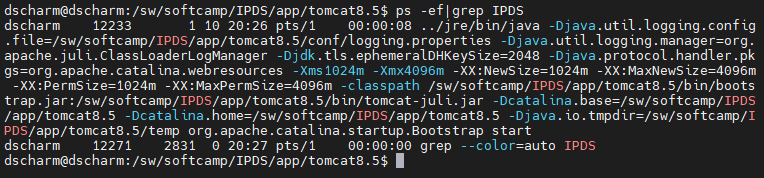 dscharm@dscharm:/sw/softcamp/IPDS/app/tomcat8.5$ ps -ef|grep IPDS
dscharm    12233       1 10 20:26 pts/1    00:00:08 ../jre/bin/java -Djava.util.logging.config
.file=/sw/softcamp/IPDS/app/tomcat8.5/conf/logging.properties -Djava.util.logging.manager=org.
apache.juli.ClassLoaderLogManager -Djdk.tls.ephemeralDHKeySize=2048 -Djava.protocol.handler.pk
gs=org.apache.catalina.webresources -Xms1024m -Xmx4096m -XX:NewSize=1024m -XX:MaxNewSize=4096m
 -XX:PermSize=1024m -XX:MaxPermSize=4096m -classpath /sw/softcamp/IPDS/app/tomcat8.5/bin/boots
trap.jar:/sw/softcamp/IPDS/app/tomcat8.5/bin/tomcat-juli.jar -Dcatalina.base=/sw/softcamp/IPDS
/app/tomcat8.5 -Dcatalina.home=/sw/softcamp/IPDS/app/tomcat8.5 -Djava.io.tmpdir=/sw/softcamp/I
PDS/app/tomcat8.5/temp org.apache.catalina.startup.Bootstrap start
dscharm    12271    2831  0 20:27 pts/1    00:00:00 grep --color=auto IPDS
dscharm@dscharm:/sw/softcamp/IPDS/app/tomcat8.5$